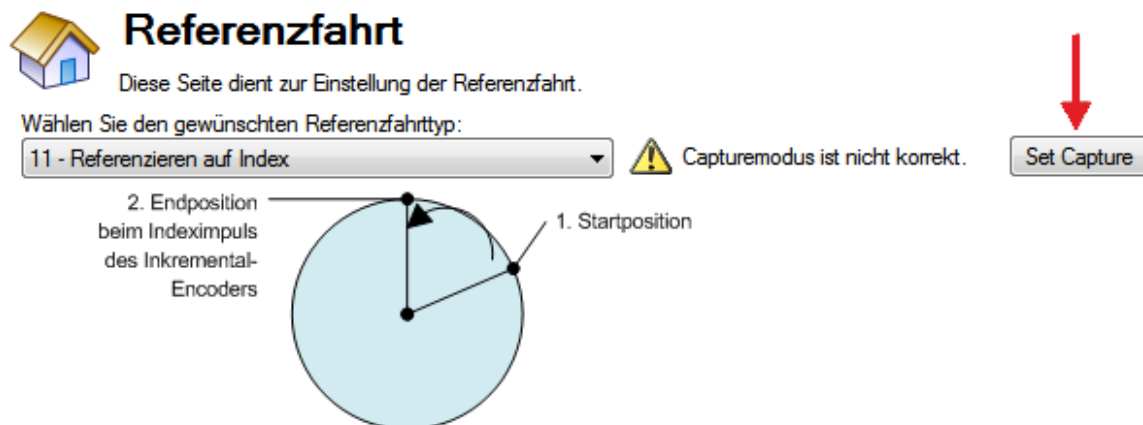 Referenzfahrt
Diese Seite dient zur Einstellung der Referenzfahrt.
Wählen Sie den gewünschten Referenzfahrttyp:
11 - Referenzieren auf Index
Capturemodus ist nicht korrekt.
Set Capture
2. Endposition
beim Indeximpuls
des Inkremental-
Encoders
1. Startposition